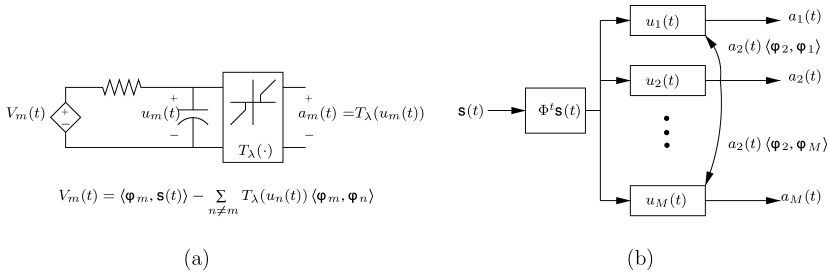 V_m(t)
+
−
u_m(t)
+
−
T_λ(·)
+
−
a_m(t) =T_λ(u_m(t))
V_m(t) = ⟨φ_m, s(t)⟩ − ∑_{n≠m} T_λ(u_n(t)) ⟨φ_m, φ_n⟩
(a)
s(t)
Φ^t s(t)
u_1(t)
a_1(t)
a_2(t) ⟨φ_2, φ_1⟩
u_2(t)
a_2(t)
a_2(t) ⟨φ_2, φ_M⟩
u_M(t)
a_M(t)
(b)